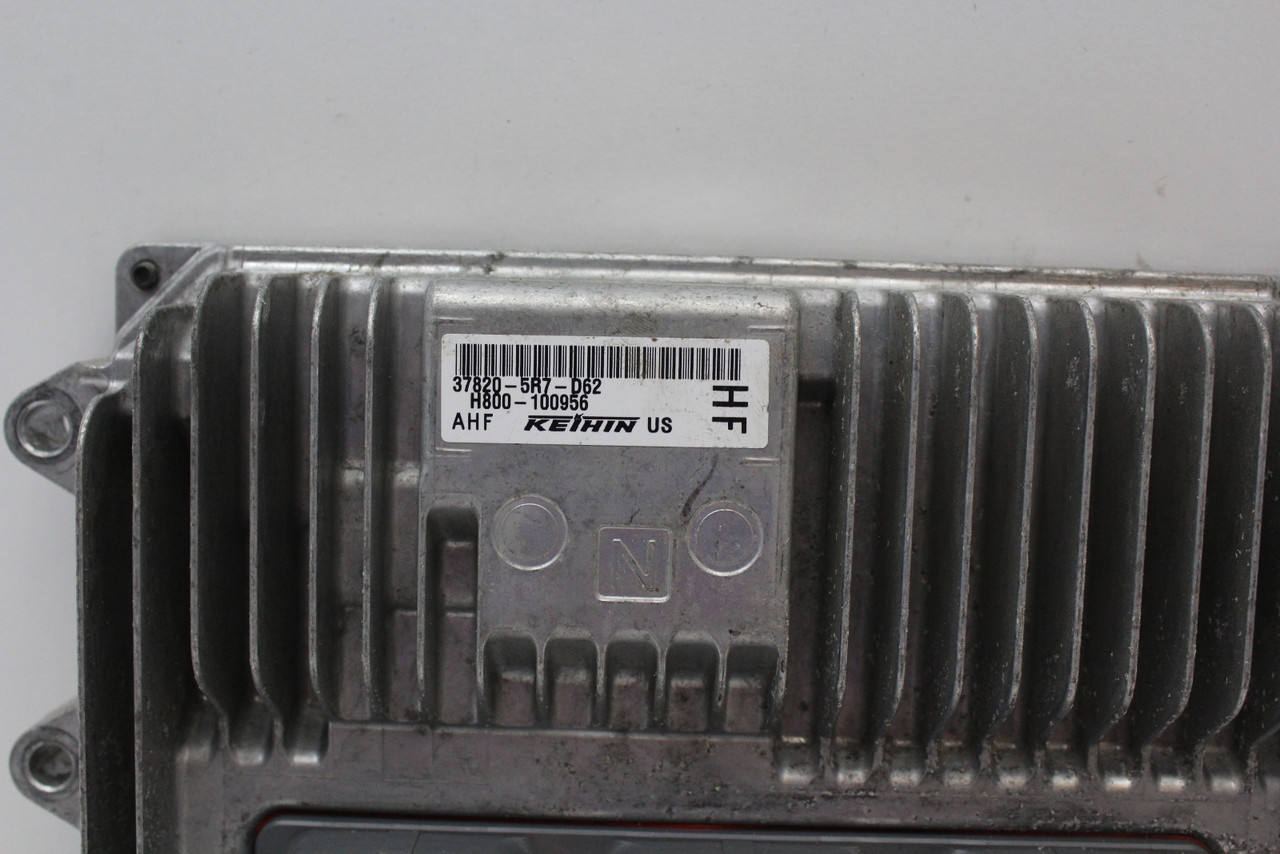 37820-5R7-D62
H800-100956
AHF KEIHIN US
HF
N